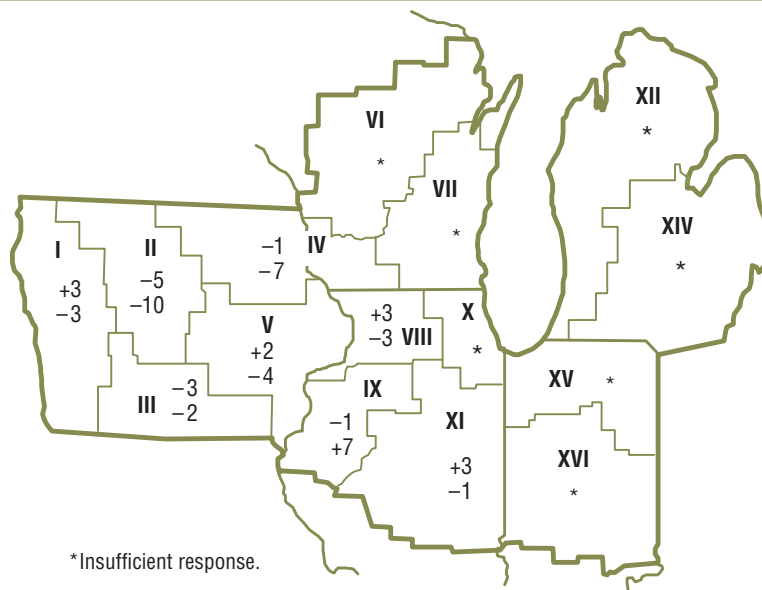 XII
*
VI
*
VII
*
XIV
*
I
+3
−3
II
−5
−10
IV
−1
−7
V
+2
−4
III
−3
−2
+3
−3 VIII
X
*
IX
−1
+7
XI
+3
−1
XV *
XVI
*
*Insufficient response.